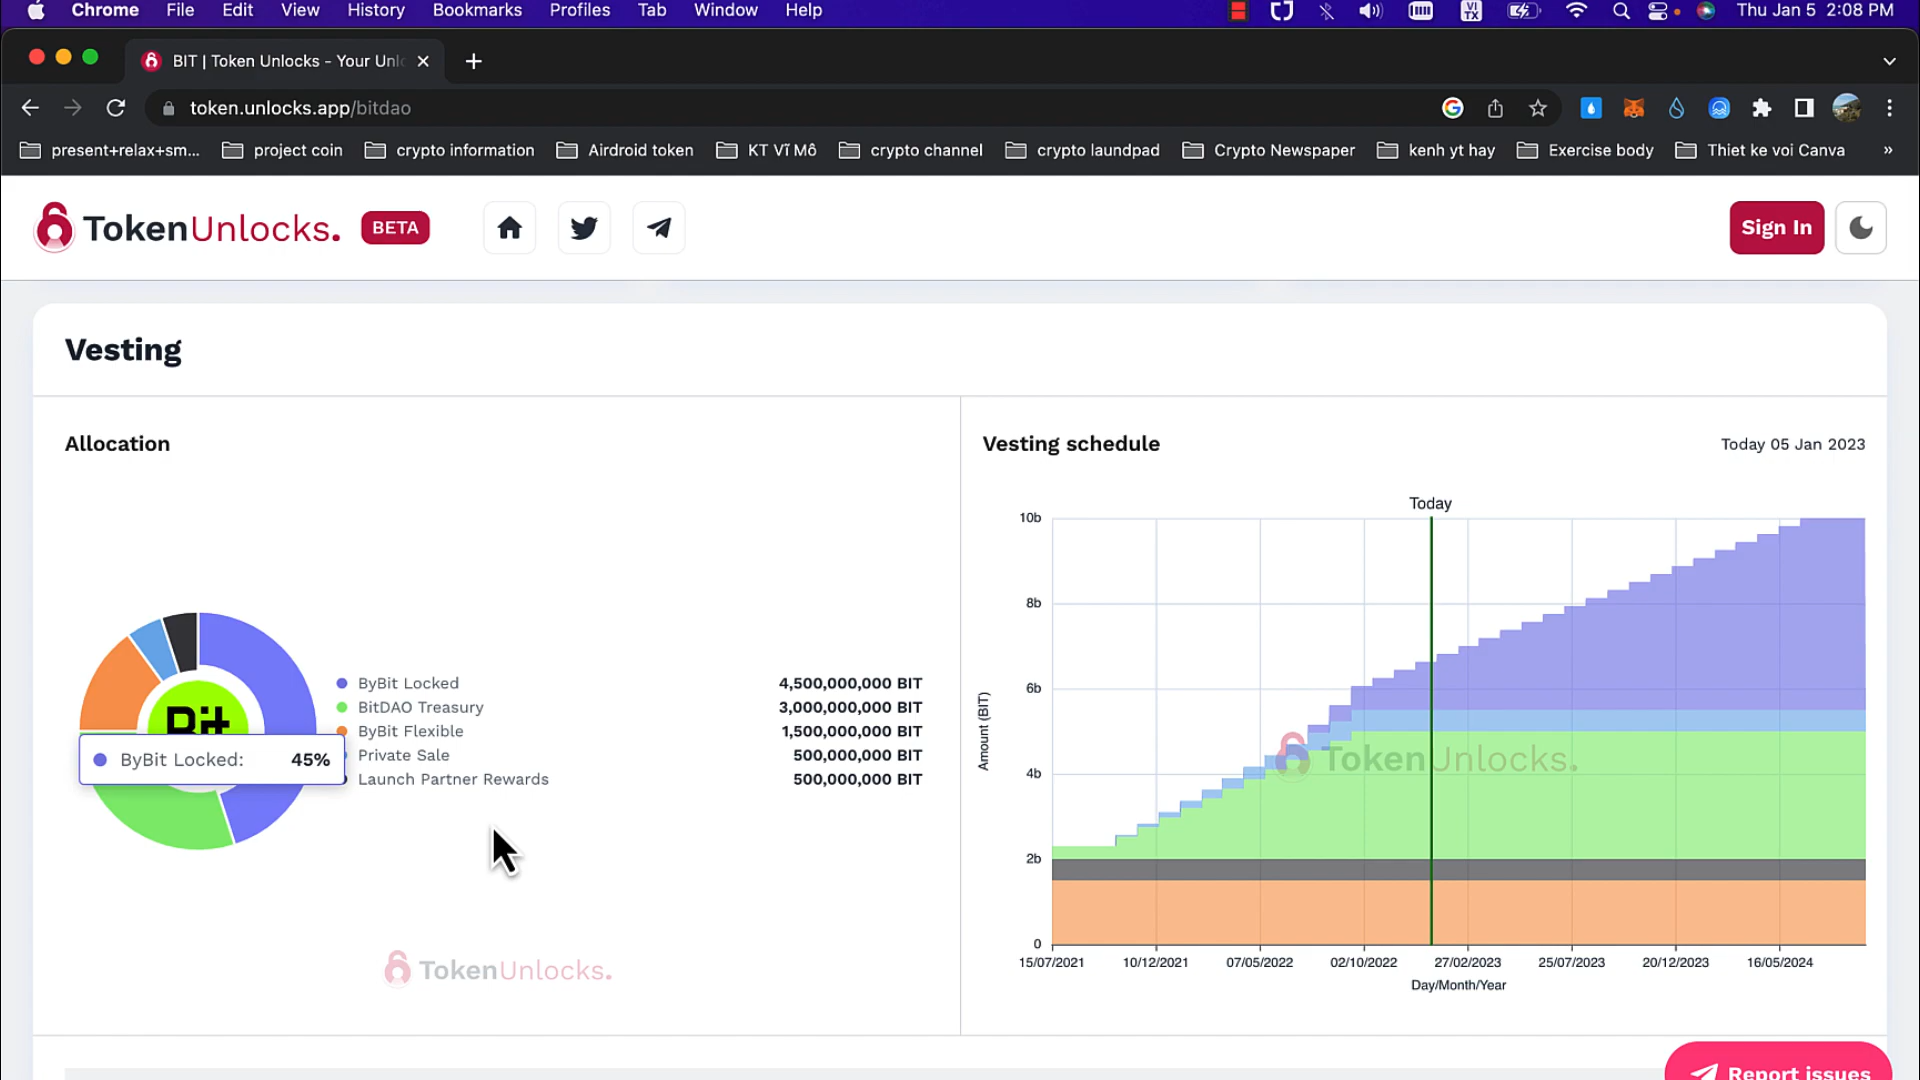 Chrome File Edit View History Bookmarks Profiles Tab Window Help VI TX Thu Jan 5 2:08 PM
BIT | Token Unlocks - Your Unlo
token.unlocks.app/bitdao
present+relax+sm... project coin crypto information Airdroid token KT Vĩ Mô crypto channel crypto laundpad Crypto Newspaper kenh yt hay Exercise body Thiet ke voi Canva »
TokenUnlocks. BETA Sign In
Vesting
Allocation
Bit
ByBit Locked: 45%
ByBit Locked 4,500,000,000 BIT
BitDAO Treasury 3,000,000,000 BIT
ByBit Flexible 1,500,000,000 BIT
Private Sale 500,000,000 BIT
Launch Partner Rewards 500,000,000 BIT
TokenUnlocks.
Vesting schedule Today 05 Jan 2023
Today
10b
8b
6b
4b
2b
0
Amount (BIT)
TokenUnlocks.
15/07/2021 10/12/2021 07/05/2022 02/10/2022 27/02/2023 25/07/2023 20/12/2023 16/05/2024
Day/Month/Year
Report issues